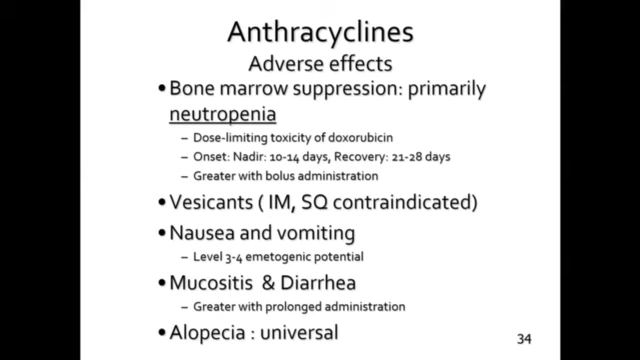 Anthracyclines
Adverse effects
•Bone marrow suppression: primarily
neutropenia
– Dose-limiting toxicity of doxorubicin
– Onset: Nadir: 10-14 days, Recovery: 21-28 days
– Greater with bolus administration
•Vesicants ( IM, SQ contraindicated)
•Nausea and vomiting
– Level 3-4 emetogenic potential
•Mucositis & Diarrhea
– Greater with prolonged administration
•Alopecia : universal
34